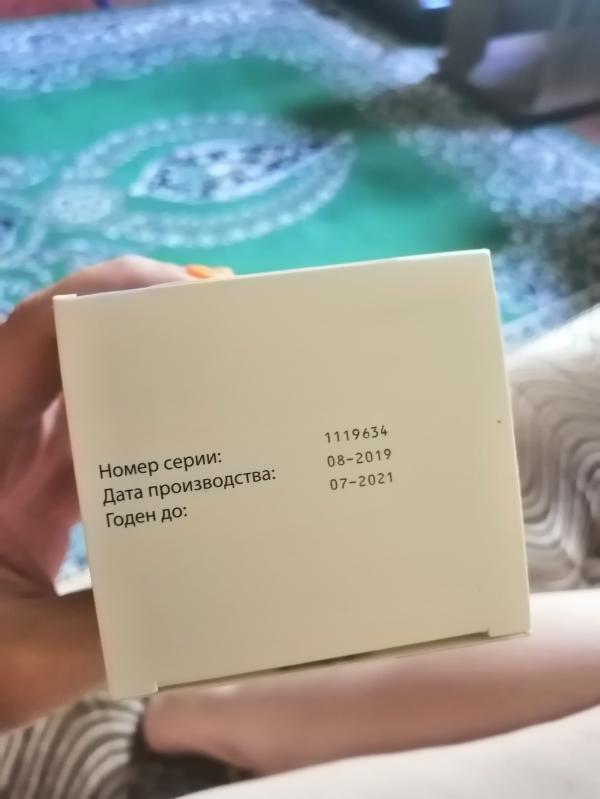 Номер серии: 1119634
Дата производства: 08-2019
Годен до: 07-2021